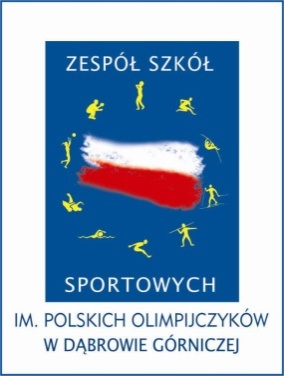 ZESPÓŁ SZKÓŁ
SPORTOWYCH
IM. POLSKICH OLIMPIJCZYKÓW
W DĄBROWIE GÓRNICZEJ